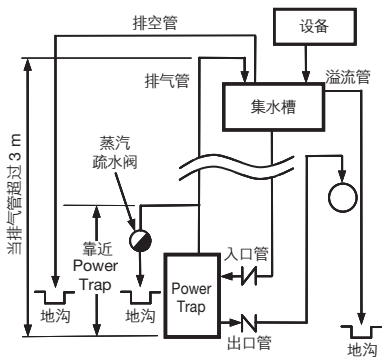 排空管
设备
排气管
溢流管
集水槽
当排气管超过 3 m
蒸汽
疏水阀
入口管
靠近
Power
Trap
Power
Trap
地沟
地沟
出口管
地沟